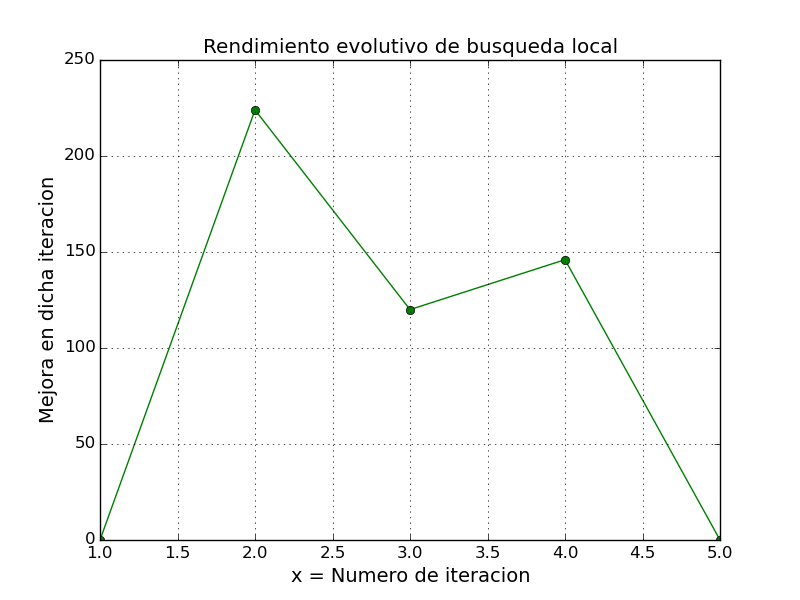 Rendimiento evolutivo de busqueda local
250
200
150
100
50
0
Mejora en dicha iteracion
1.0 1.5 2.0 2.5 3.0 3.5 4.0 4.5 5.0
x = Numero de iteracion